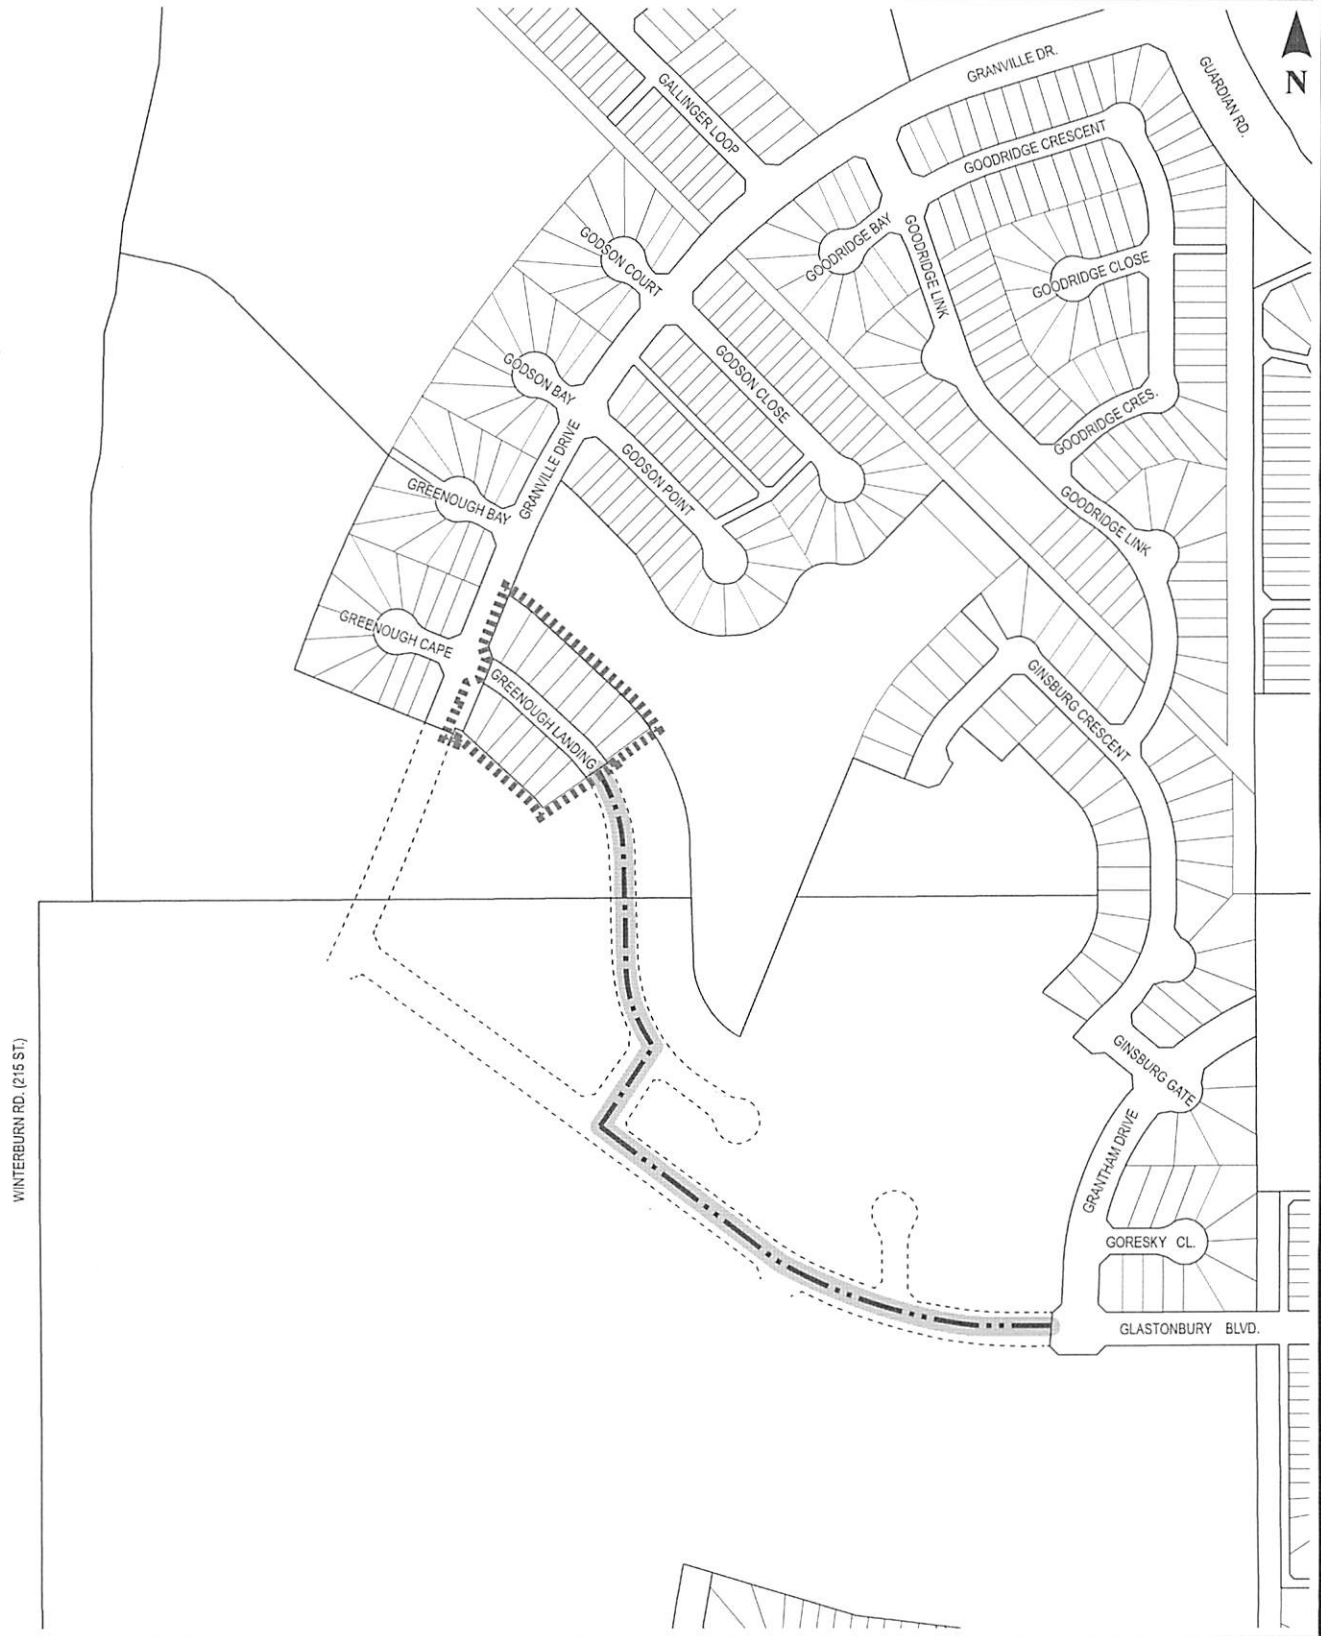 GRANVILLE DR.
GUARDIAN RD.
N
GALLINGER LOOP
GOODRIDGE CRESCENT
GODSON COURT
GOODRIDGE BAY
GOODRIDGE LINK
GOODRIDGE CLOSE
GODSON BAY
GODSON CLOSE
GOODRIDGE CRES.
GRANVILLE DRIVE
GODSON POINT
GREENOUGH BAY
GOODRIDGE LINK
GREENOUGH CAPE
GREENOUGH LANDING
GINSBURG CRESCENT
GINSBURG GATE
WINTERBURN RD. (215 ST.)
GRANTHAM DRIVE
GORESKY CL.
GLASTONBURY BLVD.